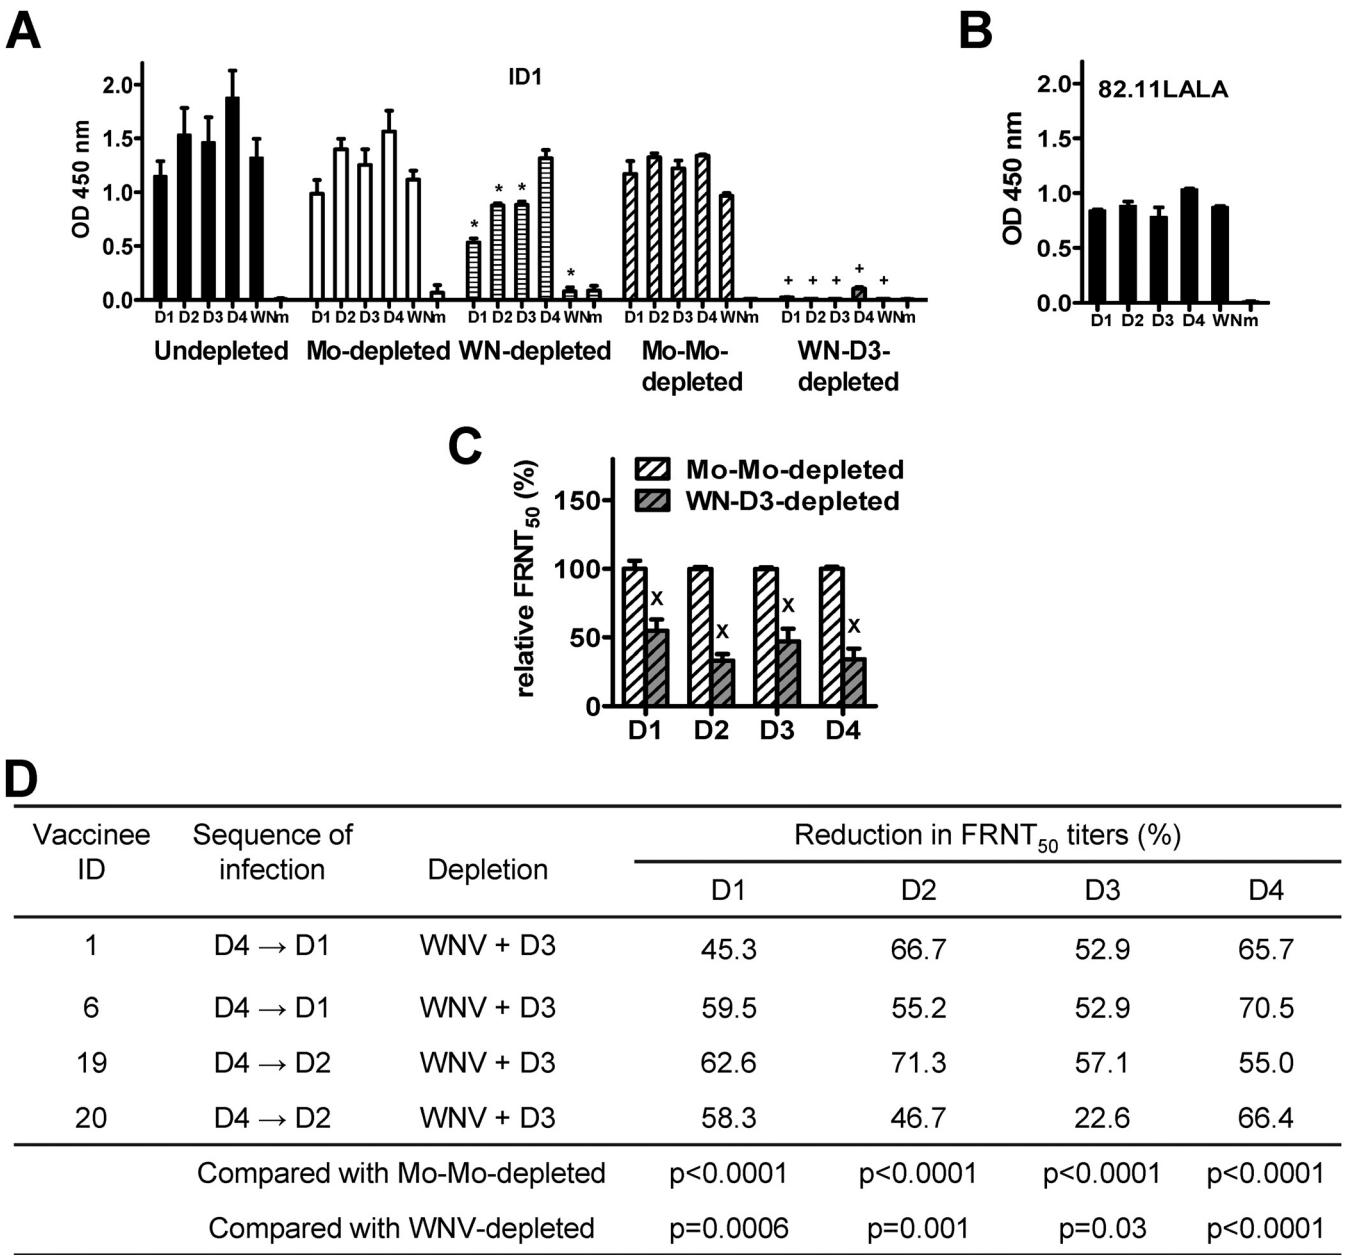 A
ID1
OD 450 nm
2.0
1.5
1.0
0.5
0.0
* * * *
+ + + + +
D1 D2 D3 D4 WNm D1 D2 D3 D4 WNm D1 D2 D3 D4 WNm D1 D2 D3 D4 WNm D1 D2 D3 D4 WNm
Undepleted Mo-depleted WN-depleted Mo-Mo-depleted WN-D3-depleted
B
82.11LALA
OD 450 nm
2.0
1.5
1.0
0.5
0.0
D1 D2 D3 D4 WNm
C
Mo-Mo-depleted
WN-D3-depleted
relative FRNT50 (%)
150
100
50
0
X X X X
D1 D2 D3 D4
D
Vaccinee ID Sequence of infection Depletion Reduction in FRNT50 titers (%)
D1 D2 D3 D4
1 D4 → D1 WNV + D3 45.3 66.7 52.9 65.7
6 D4 → D1 WNV + D3 59.5 55.2 52.9 70.5
19 D4 → D2 WNV + D3 62.6 71.3 57.1 55.0
20 D4 → D2 WNV + D3 58.3 46.7 22.6 66.4
Compared with Mo-Mo-depleted p<0.0001 p<0.0001 p<0.0001 p<0.0001
Compared with WNV-depleted p=0.0006 p=0.001 p=0.03 p<0.0001